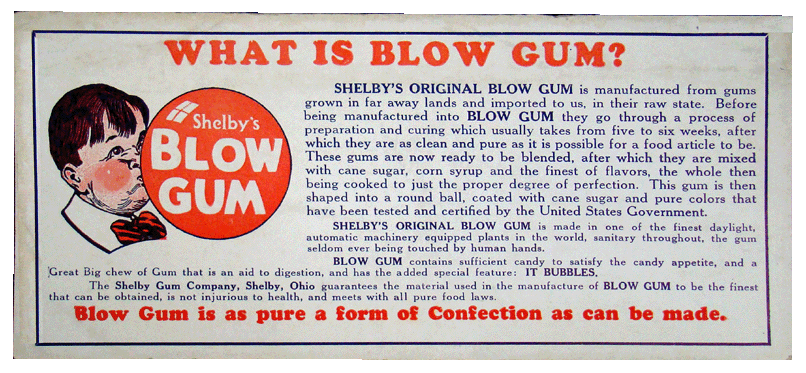 WHAT IS BLOW GUM?
Shelby's
BLOW
GUM
SHELBY'S ORIGINAL BLOW GUM is manufactured from gums
grown in far away lands and imported to us, in their raw state. Before
being manufactured into BLOW GUM they go through a process of
preparation and curing which usually takes from five to six weeks, after
which they are as clean and pure as it is possible for a food article to be.
These gums are now ready to be blended, after which they are mixed
with cane sugar, corn syrup and the finest of flavors, the whole then
being cooked to just the proper degree of perfection. This gum is then
shaped into a round ball, coated with cane sugar and pure colors that
have been tested and certified by the United States Government.
SHELBY'S ORIGINAL BLOW GUM is made in one of the finest daylight,
automatic machinery equipped plants in the world, sanitary throughout, the gum
seldom ever being touched by human hands.
BLOW GUM contains sufficient candy to satisfy the candy appetite, and a
Great Big chew of Gum that is an aid to digestion, and has the added special feature: IT BUBBLES.
The Shelby Gum Company, Shelby, Ohio guarantees the material used in the manufacture of BLOW GUM to be the finest
that can be obtained, is not injurious to health, and meets with all pure food laws.
Blow Gum is as pure a form of Confection as can be made.